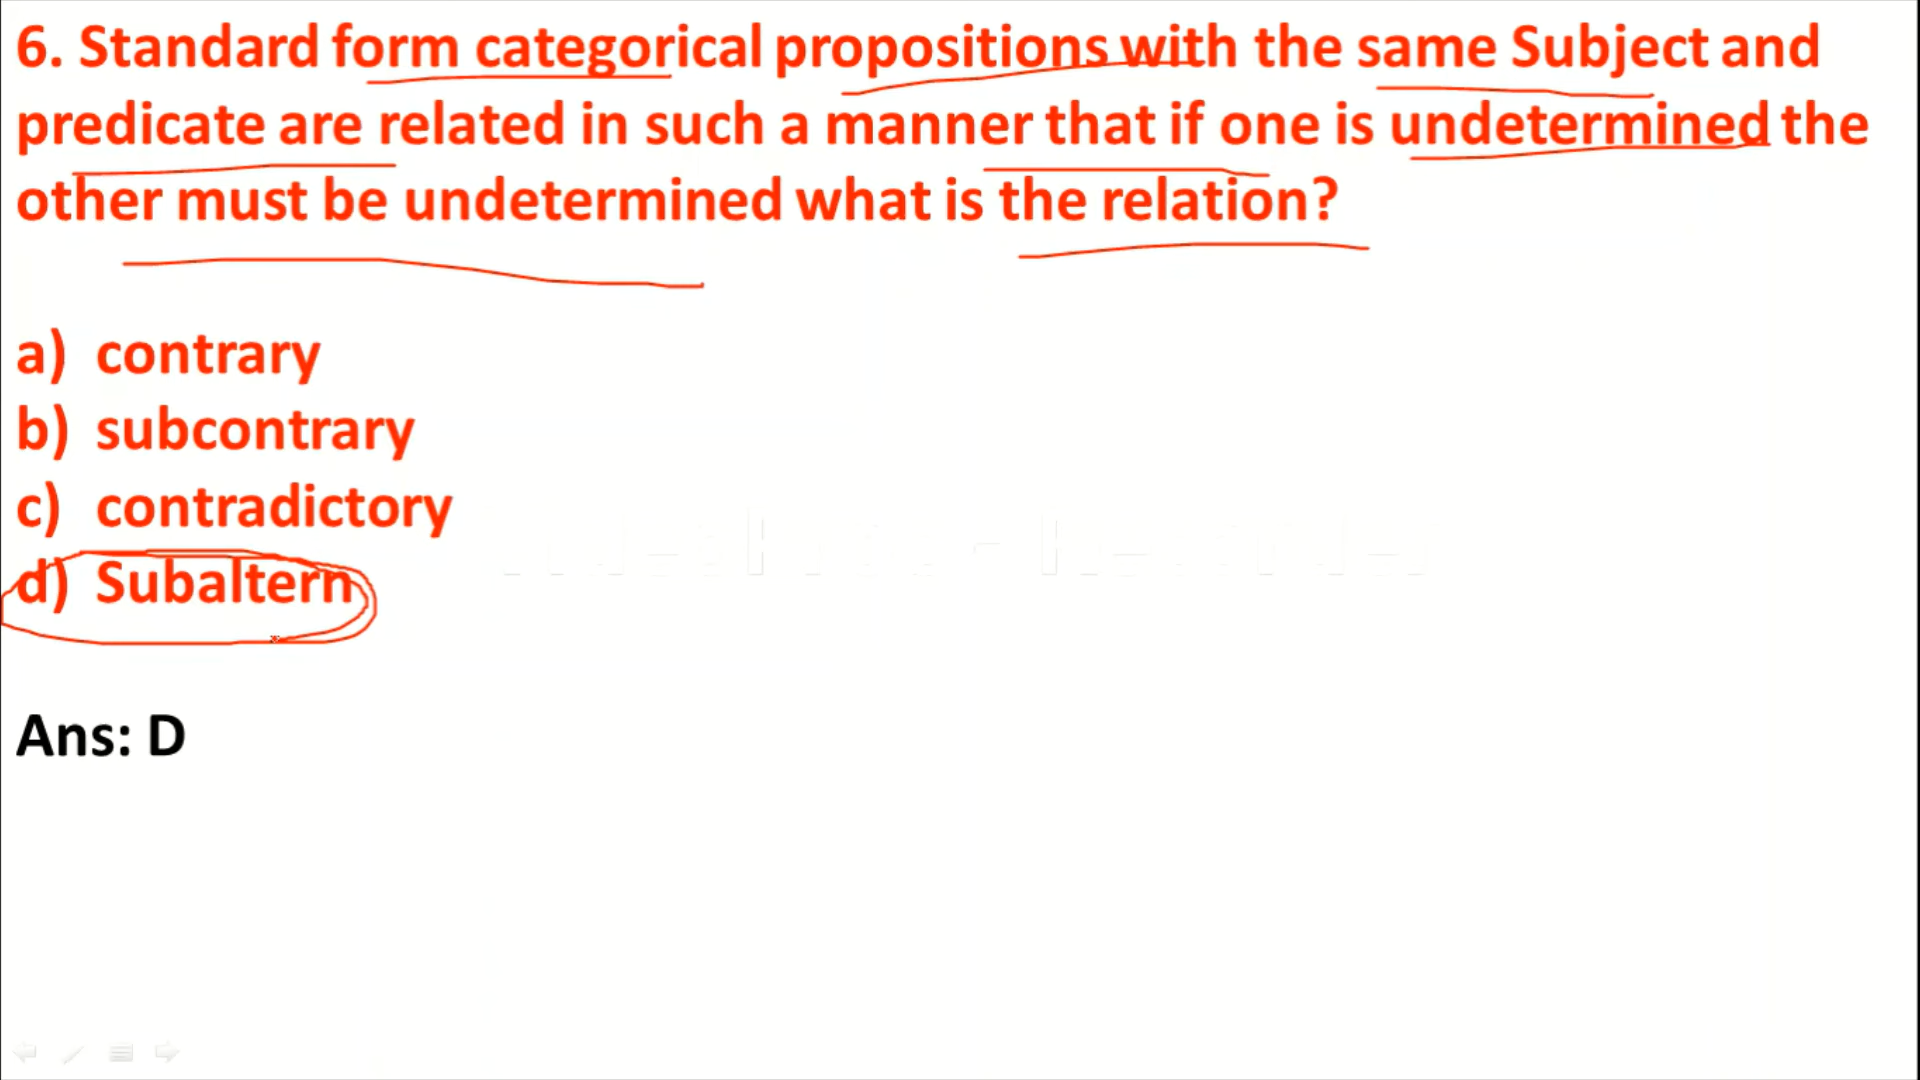 6. Standard form categorical propositions with the same Subject and
predicate are related in such a manner that if one is undetermined the
other must be undetermined what is the relation?
a) contrary
b) subcontrary
c) contradictory
d) Subaltern
Ans: D